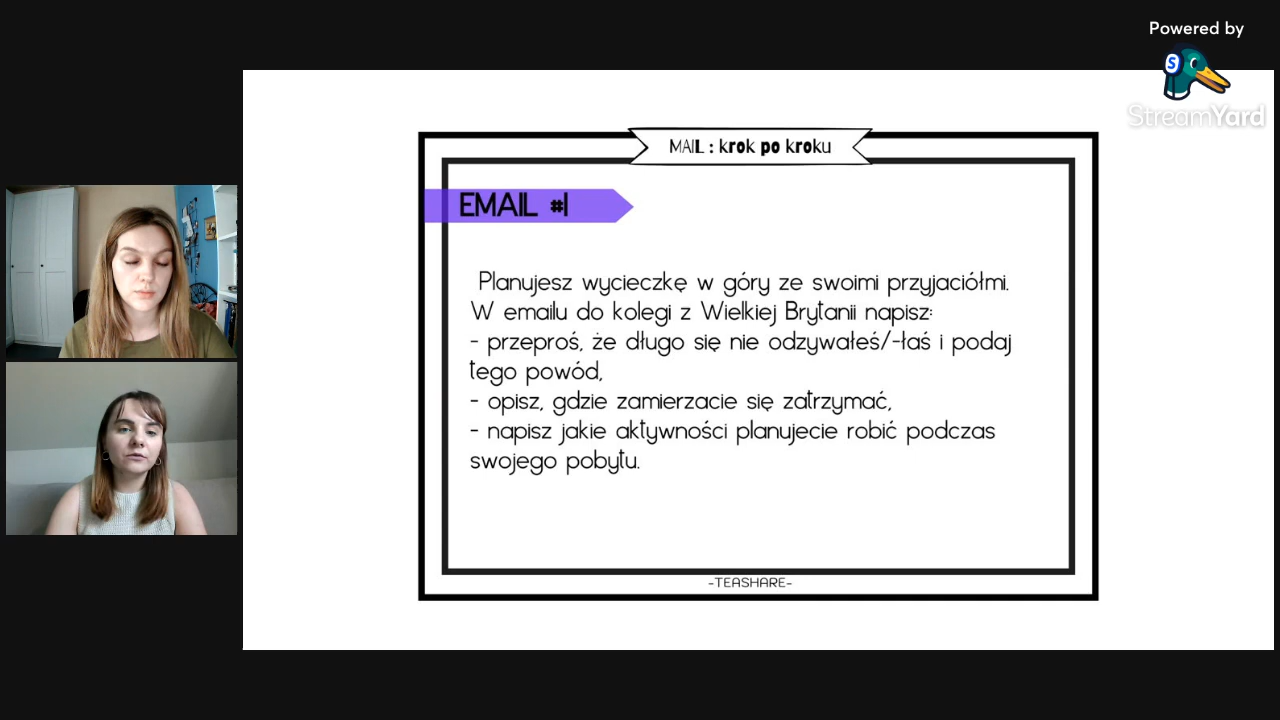 Powered by
StreamYard
MAIL : krok po kroku
EMAIL #1
Planujesz wycieczkę w góry ze swoimi przyjaciółmi.
W emailu do kolegi z Wielkiej Brytanii napisz:
- przeproś, że długo się nie odzywałeś/-łaś i podaj
tego powód,
- opisz, gdzie zamierzacie się zatrzymać,
- napisz jakie aktywności planujecie robić podczas
swojego pobytu.
-TEASHARE-